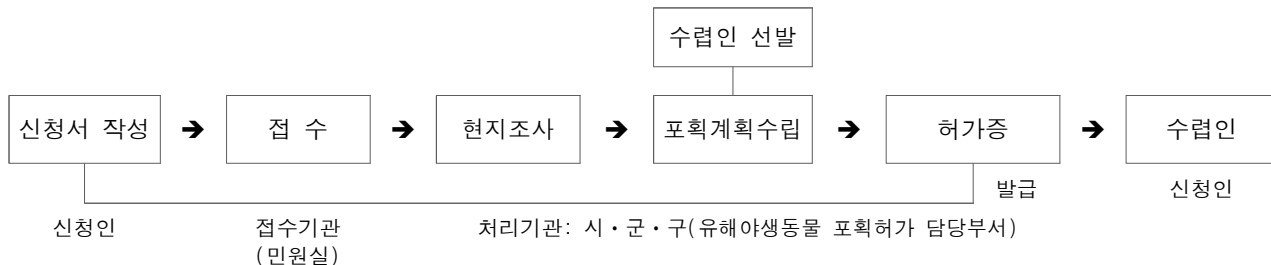 수렵인 선발
신청서 작성 ➔ 접 수 ➔ 현지조사 ➔ 포획계획수립 ➔ 허가증 ➔ 수렵인
발급 신청인
신청인 접수기관 처리기관: 시·군·구(유해야생동물 포획허가 담당부서)
(민원실)